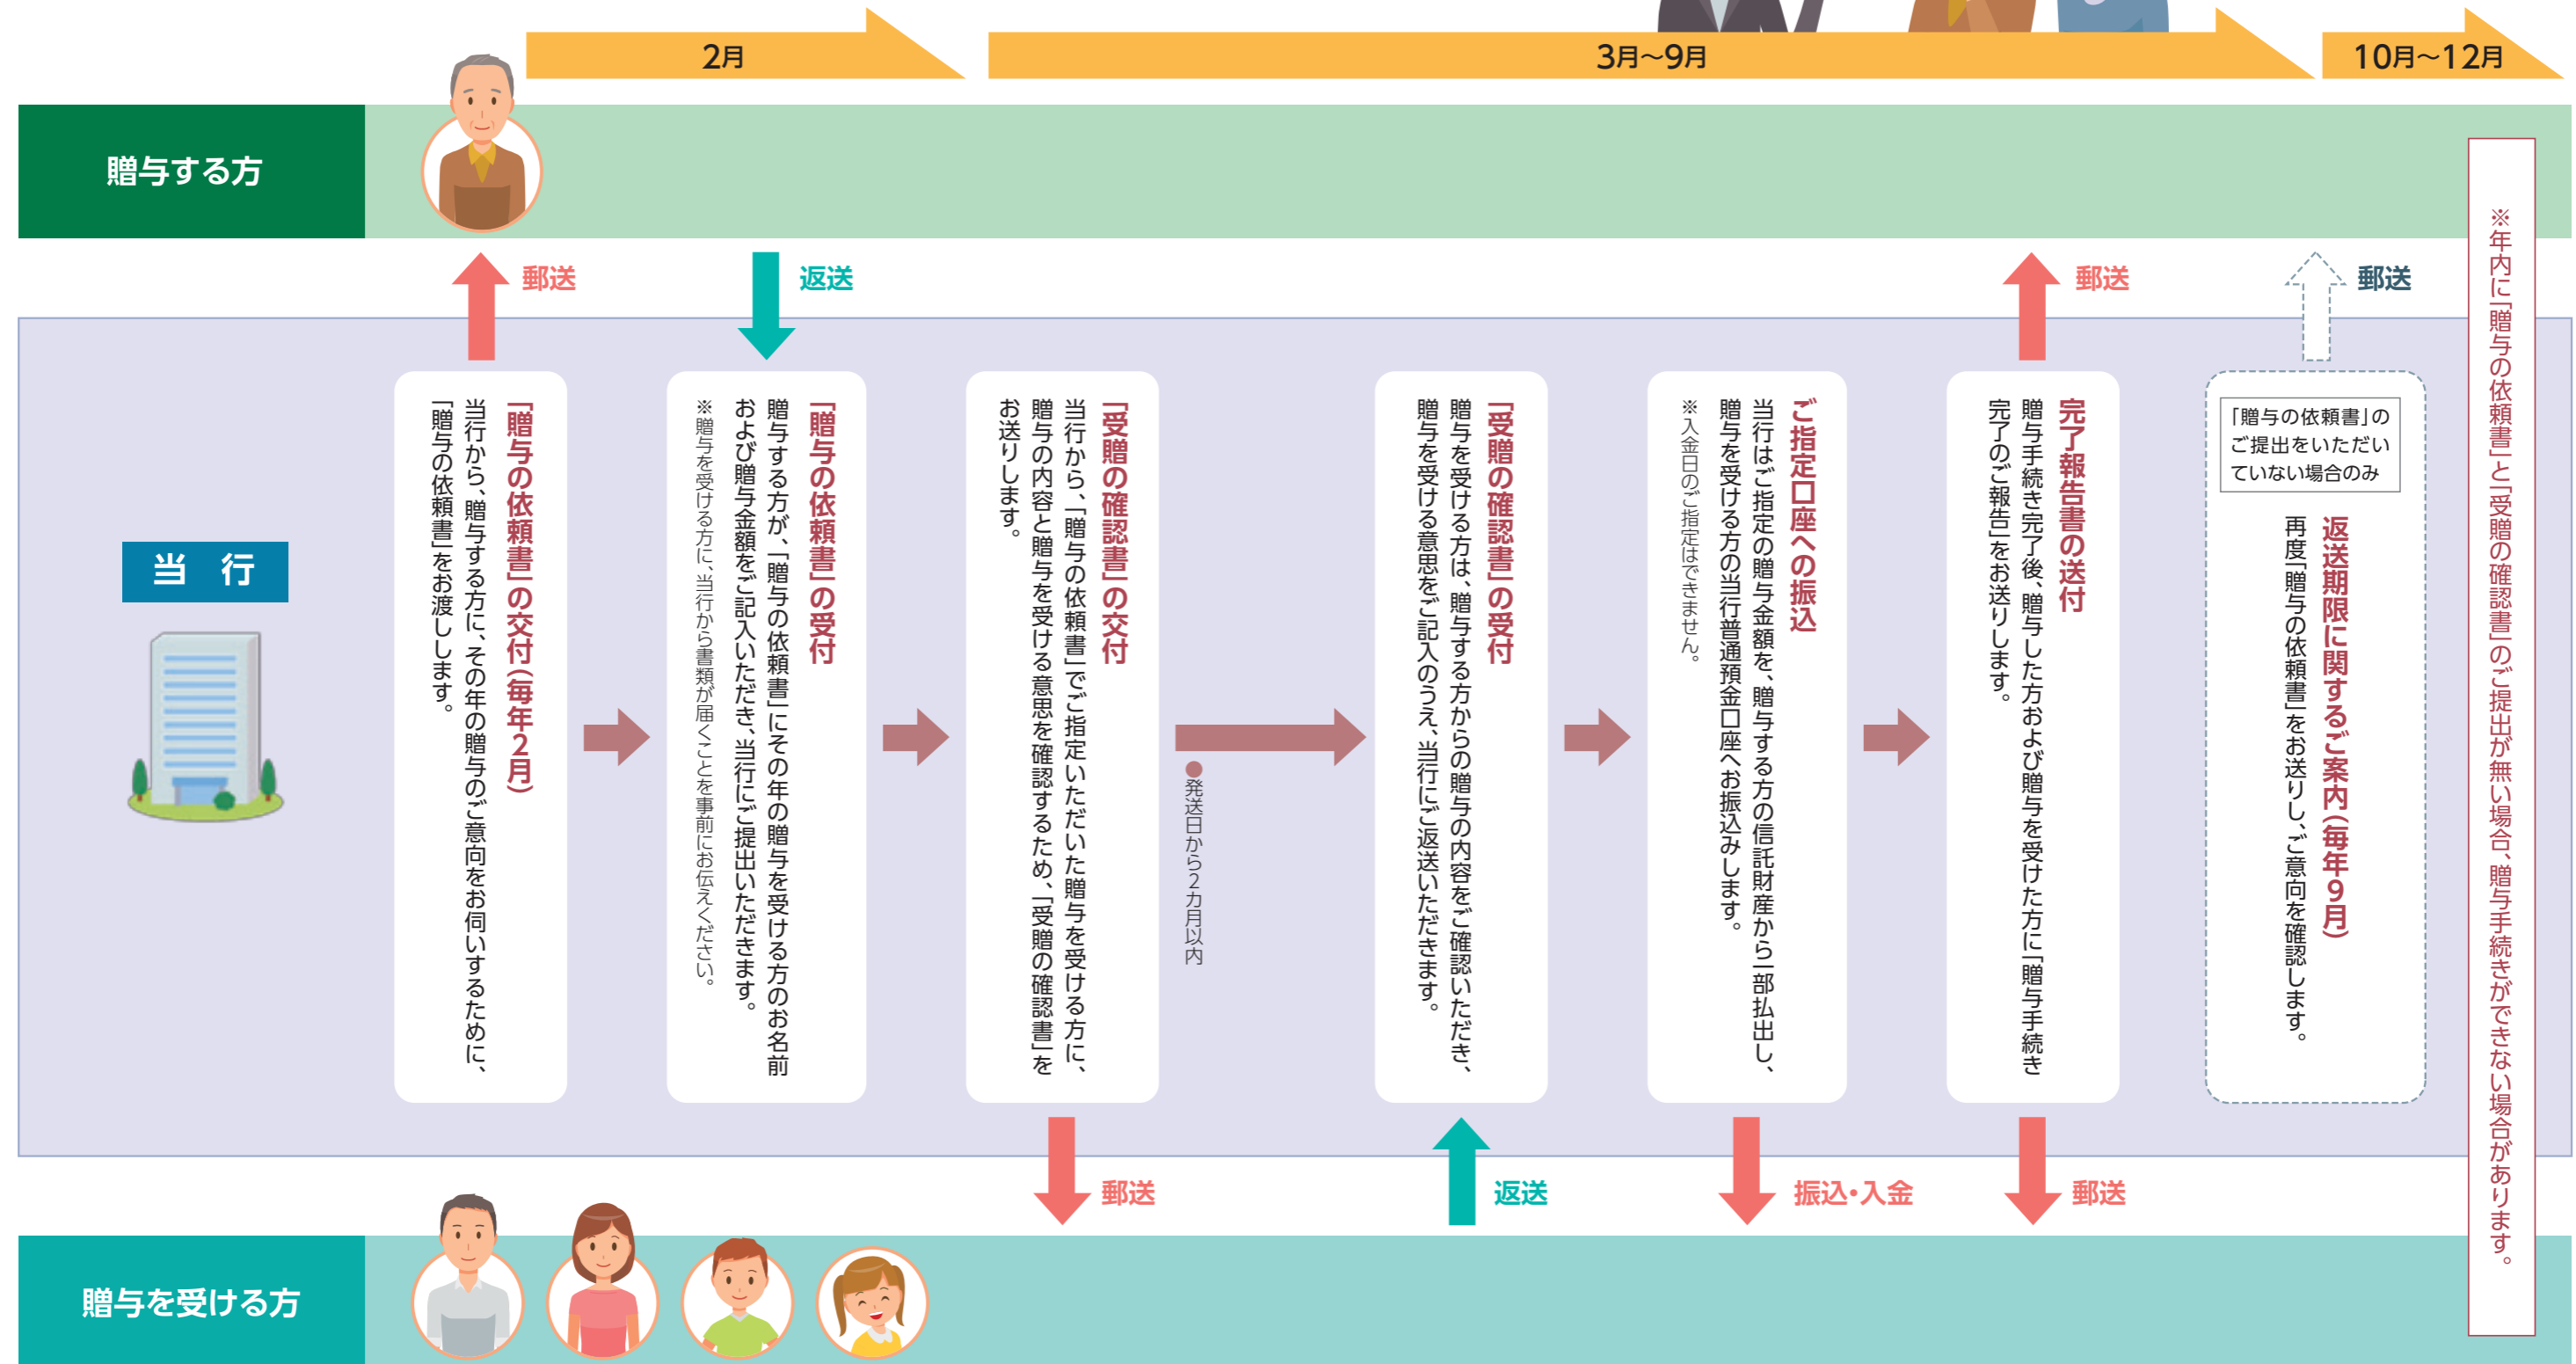 2月
3月～9月
10月～12月
贈与する方
郵送
返送
郵送
郵送
当　行
「贈与の依頼書」の交付（毎年2月）
当行から、贈与する方に、その年の贈与のご意向をお伺いするために、
「贈与の依頼書」をお渡しします。
「贈与の依頼書」の受付
贈与する方が、「贈与の依頼書」にその年の贈与を受ける方のお名前
および贈与金額をご記入いただき、当行にご提出いただきます。
※贈与を受ける方に、当行から書類が届くことを事前にお伝えください。
「受贈の確認書」の交付
当行から、「贈与の依頼書」でご指定いただいた贈与を受ける方に、
贈与の内容と贈与を受ける意思を確認するため、「受贈の確認書」を
お送りします。
●発送日から2カ月以内
「受贈の確認書」の受付
贈与を受ける方は、贈与する方からの贈与の内容をご確認いただき、
贈与を受ける意思をご記入のうえ、当行にご返送いただきます。
ご指定口座への振込
当行はご指定の贈与金額を、贈与する方の信託財産から一部払出し、
贈与を受ける方の当行普通預金口座へお振込みします。
※入金日のご指定はできません。
完了報告書の送付
贈与手続き完了後、贈与した方および贈与を受けた方に「贈与手続き
完了のご報告」をお送りします。
「贈与の依頼書」の
ご提出をいただい
ていない場合のみ
返送期限に関するご案内（毎年9月）
再度「贈与の依頼書」をお送りし、ご意向を確認します。
※年内に「贈与の依頼書」と「受贈の確認書」のご提出が無い場合、贈与手続きができない場合があります。
郵送
返送
振込・入金
郵送
贈与を受ける方